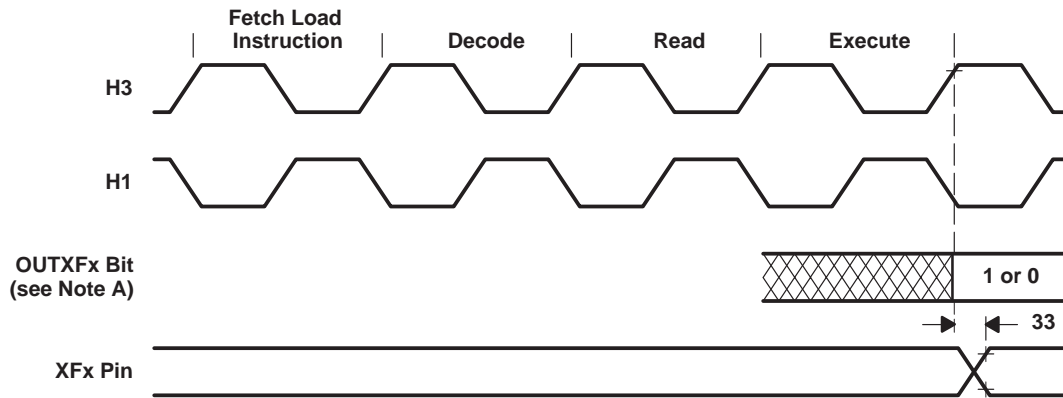 Fetch Load
Instruction
Decode
Read
Execute
H3
H1
OUTXFx Bit
(see Note A)
1 or 0
33
XFx Pin